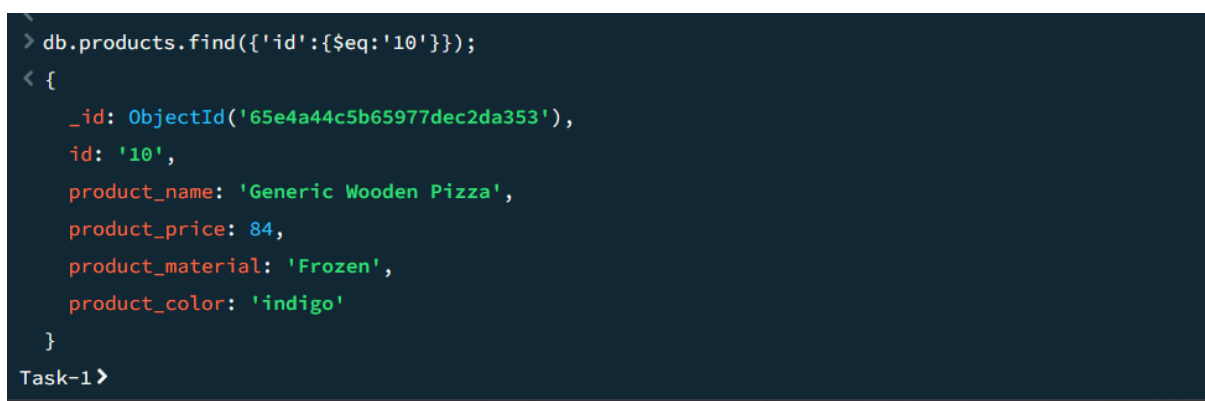 > db.products.find({'id':{$eq:'10'}});
< {
_id: ObjectId('65e4a44c5b65977dec2da353'),
id: '10',
product_name: 'Generic Wooden Pizza',
product_price: 84,
product_material: 'Frozen',
product_color: 'indigo'
}
Task-1>